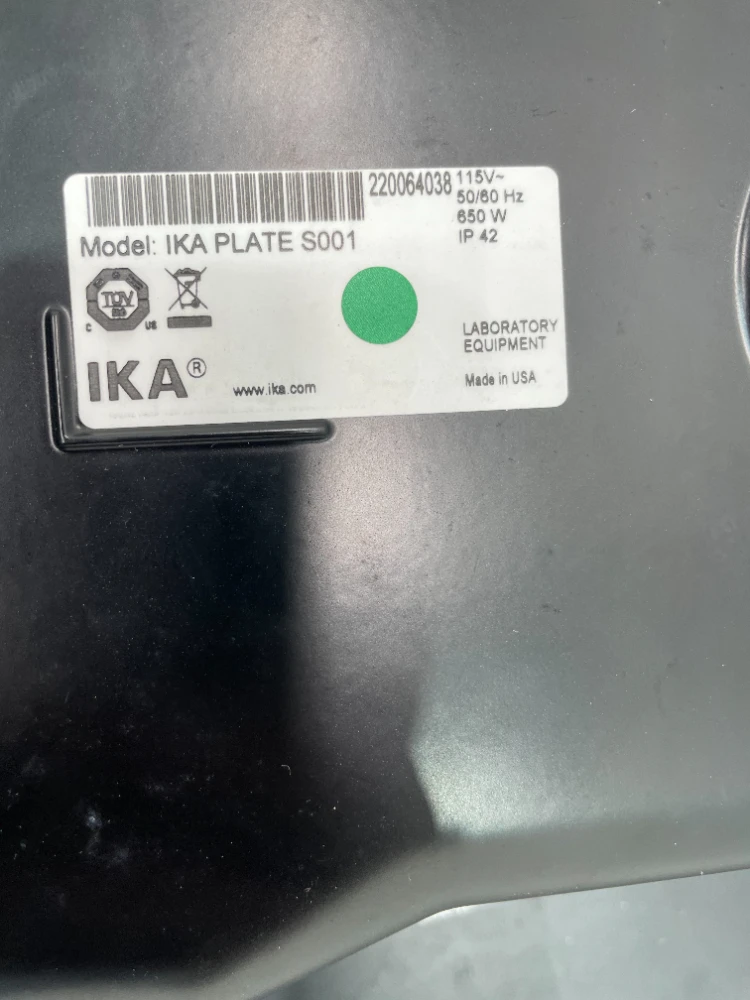 220064038
115V~
50/60 Hz
650 W
IP 42
Model: IKA PLATE S001
TÜV
C US
LABORATORY
EQUIPMENT
IKA®
www.ika.com
Made in USA